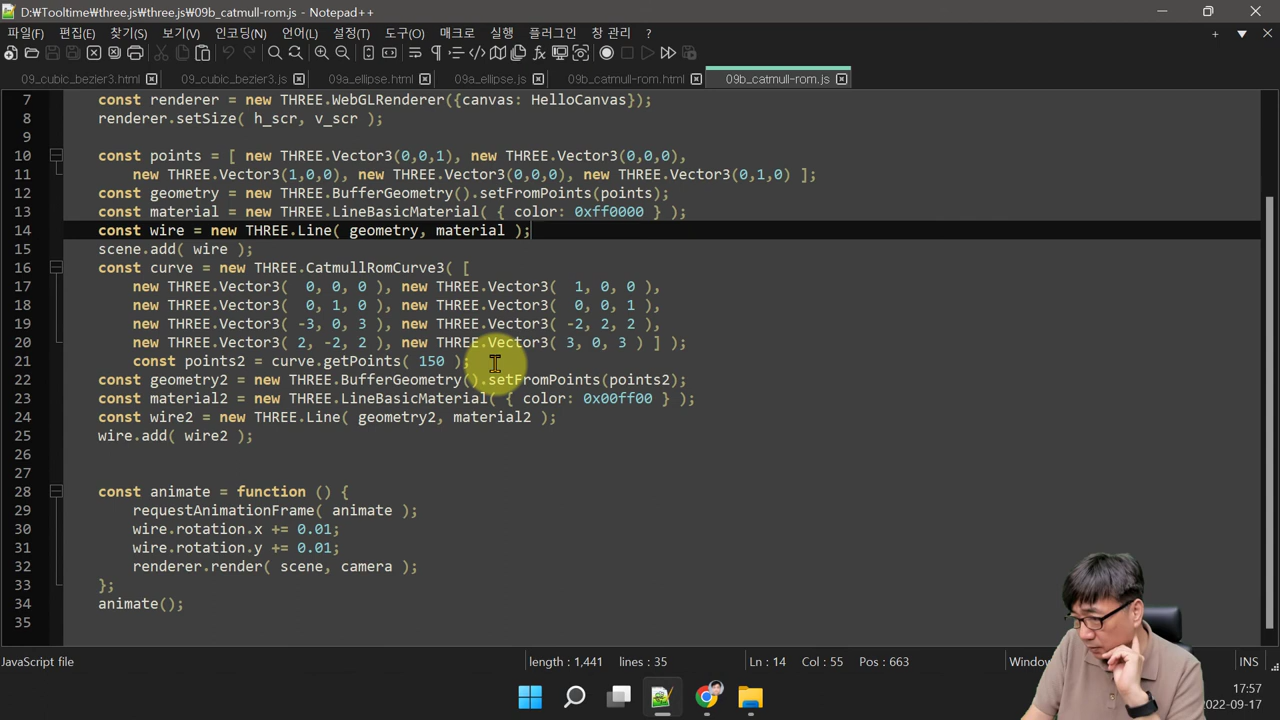 D:₩Tooltime₩three.js₩three.js₩09b_catmull-rom.js - Notepad++
파일(F) 편집(E) 찾기(S) 보기(V) 인코딩(N) 언어(L) 설정(T) 도구(O) 매크로 실행 플러그인 창 관리 ?
09_cubic_bezier3.html 09_cubic_bezier3.js 09a_ellipse.html 09a_ellipse.js 09b_catmull-rom.html 09b_catmull-rom.js
7 const renderer = new THREE.WebGLRenderer({canvas: HelloCanvas});
8 renderer.setSize( h_scr, v_scr );
9
10 const points = [ new THREE.Vector3(0,0,1), new THREE.Vector3(0,0,0),
11 new THREE.Vector3(1,0,0), new THREE.Vector3(0,0,0), new THREE.Vector3(0,1,0) ];
12 const geometry = new THREE.BufferGeometry().setFromPoints(points);
13 const material = new THREE.LineBasicMaterial( { color: 0xff0000 } );
14 const wire = new THREE.Line( geometry, material );
15 scene.add( wire );
16 const curve = new THREE.CatmullRomCurve3( [
17 new THREE.Vector3( 0, 0, 0 ), new THREE.Vector3( 1, 0, 0 ),
18 new THREE.Vector3( 0, 1, 0 ), new THREE.Vector3( 0, 0, 1 ),
19 new THREE.Vector3( -3, 0, 3 ), new THREE.Vector3( -2, 2, 2 ),
20 new THREE.Vector3( 2, -2, 2 ), new THREE.Vector3( 3, 0, 3 ) ] );
21 const points2 = curve.getPoints( 150 );
22 const geometry2 = new THREE.BufferGeometry().setFromPoints(points2);
23 const material2 = new THREE.LineBasicMaterial( { color: 0x00ff00 } );
24 const wire2 = new THREE.Line( geometry2, material2 );
25 wire.add( wire2 );
26
27
28 const animate = function () {
29 requestAnimationFrame( animate );
30 wire.rotation.x += 0.01;
31 wire.rotation.y += 0.01;
32 renderer.render( scene, camera );
33 };
34 animate();
35
JavaScript file length : 1,441 lines : 35 Ln : 14 Col : 55 Pos : 663 Window INS
17:57
2022-09-17